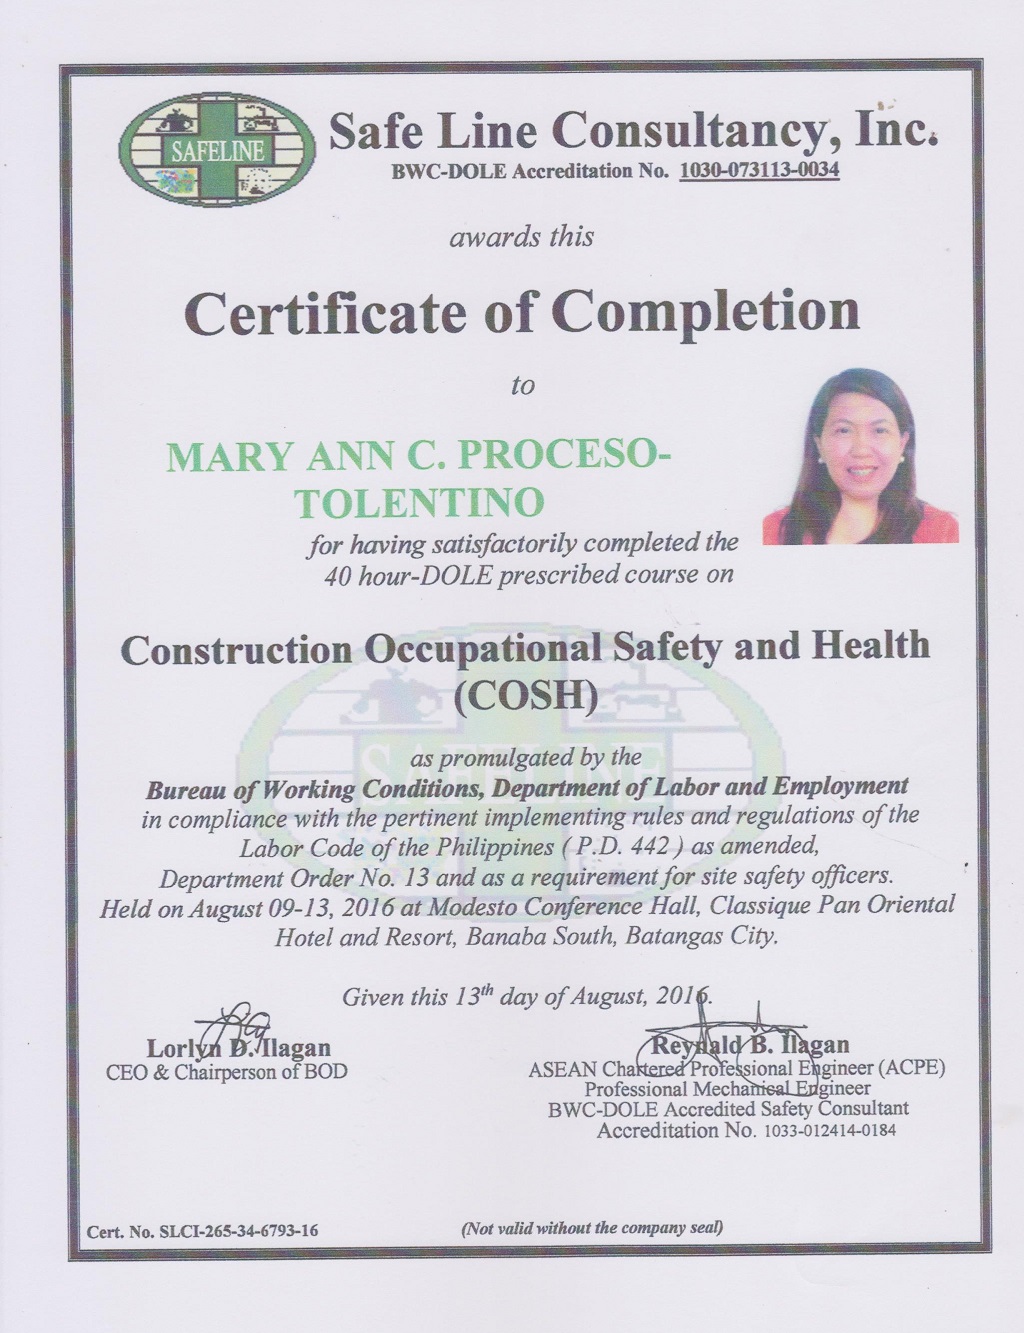 SAFELINE
Safe Line Consultancy, Inc.
BWC-DOLE Accreditation No. 1030-073113-0034
awards this
Certificate of Completion
to
MARY ANN C. PROCESO-
TOLENTINO
for having satisfactorily completed the
40 hour-DOLE prescribed course on
Construction Occupational Safety and Health
(COSH)
SAFELINE
as promulgated by the
Bureau of Working Conditions, Department of Labor and Employment
in compliance with the pertinent implementing rules and regulations of the
Labor Code of the Philippines ( P.D. 442 ) as amended,
Department Order No. 13 and as a requirement for site safety officers.
Held on August 09-13, 2016 at Modesto Conference Hall, Classique Pan Oriental
Hotel and Resort, Banaba South, Batangas City.
Given this 13th day of August, 2016.
Lorlyn D. Ilagan
CEO & Chairperson of BOD
Reynald B. Ilagan
ASEAN Chartered Professional Engineer (ACPE)
Professional Mechanical Engineer
BWC-DOLE Accredited Safety Consultant
Accreditation No. 1033-012414-0184
Cert. No. SLCI-265-34-6793-16
(Not valid without the company seal)